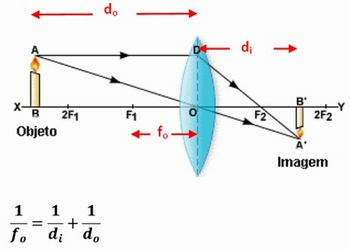 dₒ
A D dᵢ
X B 2F₁ F₁ O F₂ B' 2F₂ Y
Objeto fₒ A'
Imagem
1/fₒ = 1/dᵢ + 1/dₒ